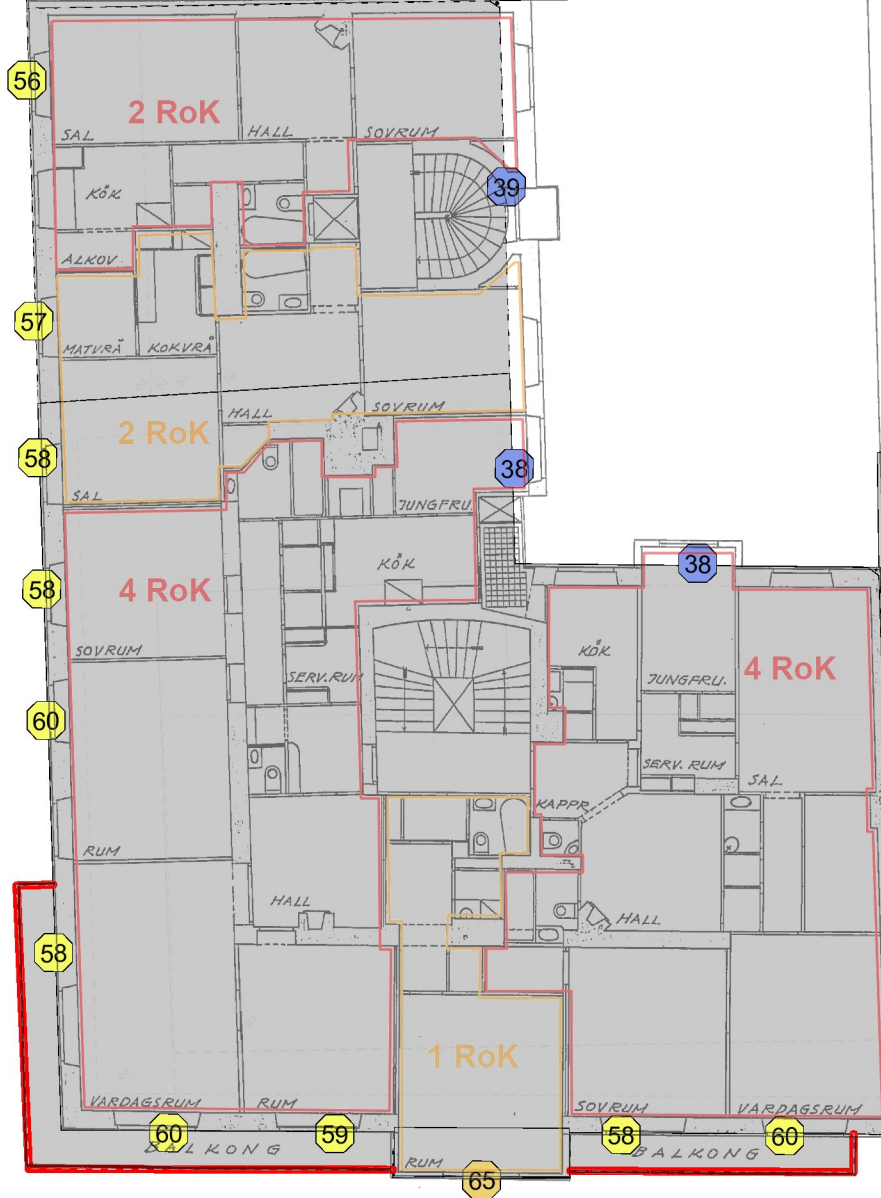 56
2 RoK
SAL
HALL
SOVRUM
KÖK
39
ALKOV
57
MATVRÅ
KOKVRÅ
HALL
SOVRUM
2 RoK
58
SAL
38
JUNGFRU.
KÖK
58
4 RoK
SOVRUM
SERV.RUM
38
KÖK
JUNGFRU.
4 RoK
60
SERV. RUM
SAL
KAPPR.
RUM
HALL
HALL
58
1 RoK
VARDAGSRUM
RUM
SOVRUM
VARDAGSRUM
60
59
58
60
BALKONG
BALKONG
RUM
65